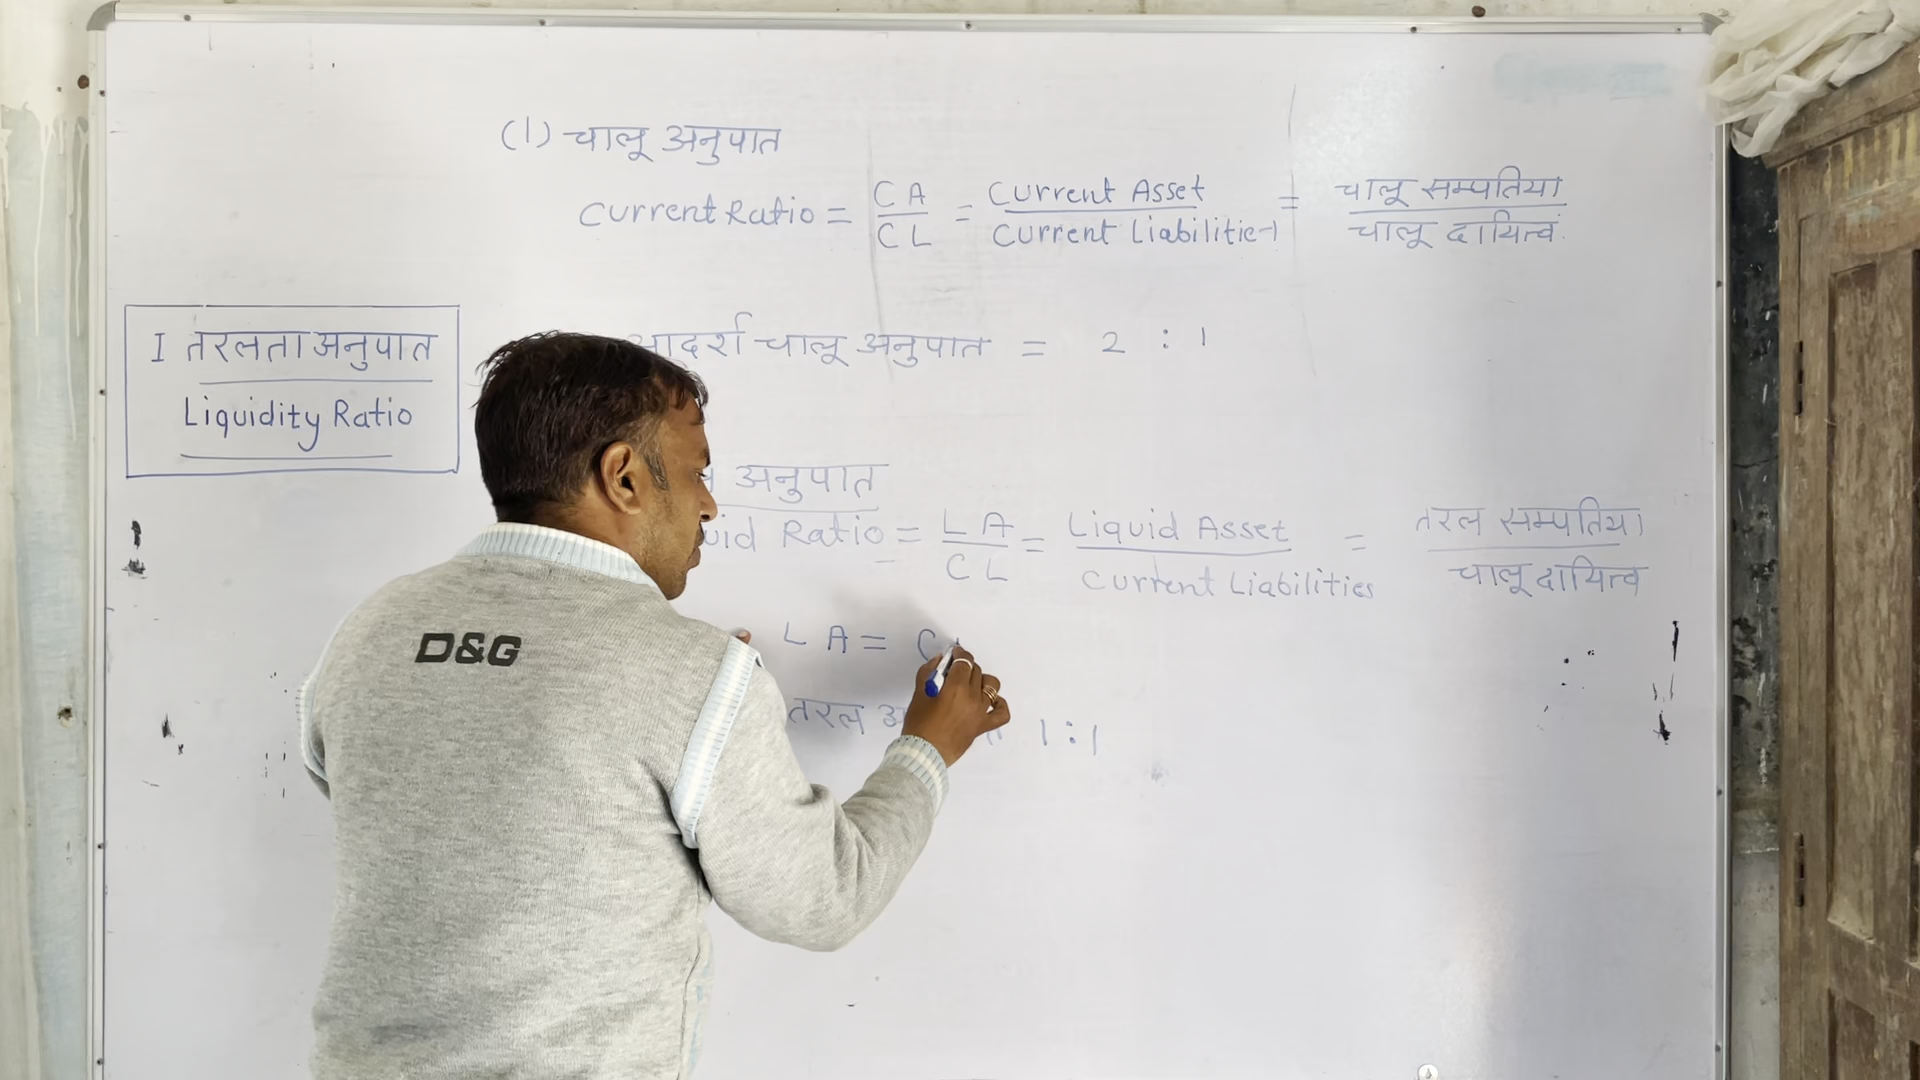 (1) चालू अनुपात
Current Ratio = CA / CL = Current Asset / Current Liabilities = चालू सम्पतिया / चालू दायित्व
I तरलता अनुपात
Liquidity Ratio
आदर्श चालू अनुपात = 2 : 1
अनुपात
Ratio = LA / CL = Liquid Asset / Current Liabilities = तरल सम्पतिया / चालू दायित्व
LA = C
तरल 1:1
D&G